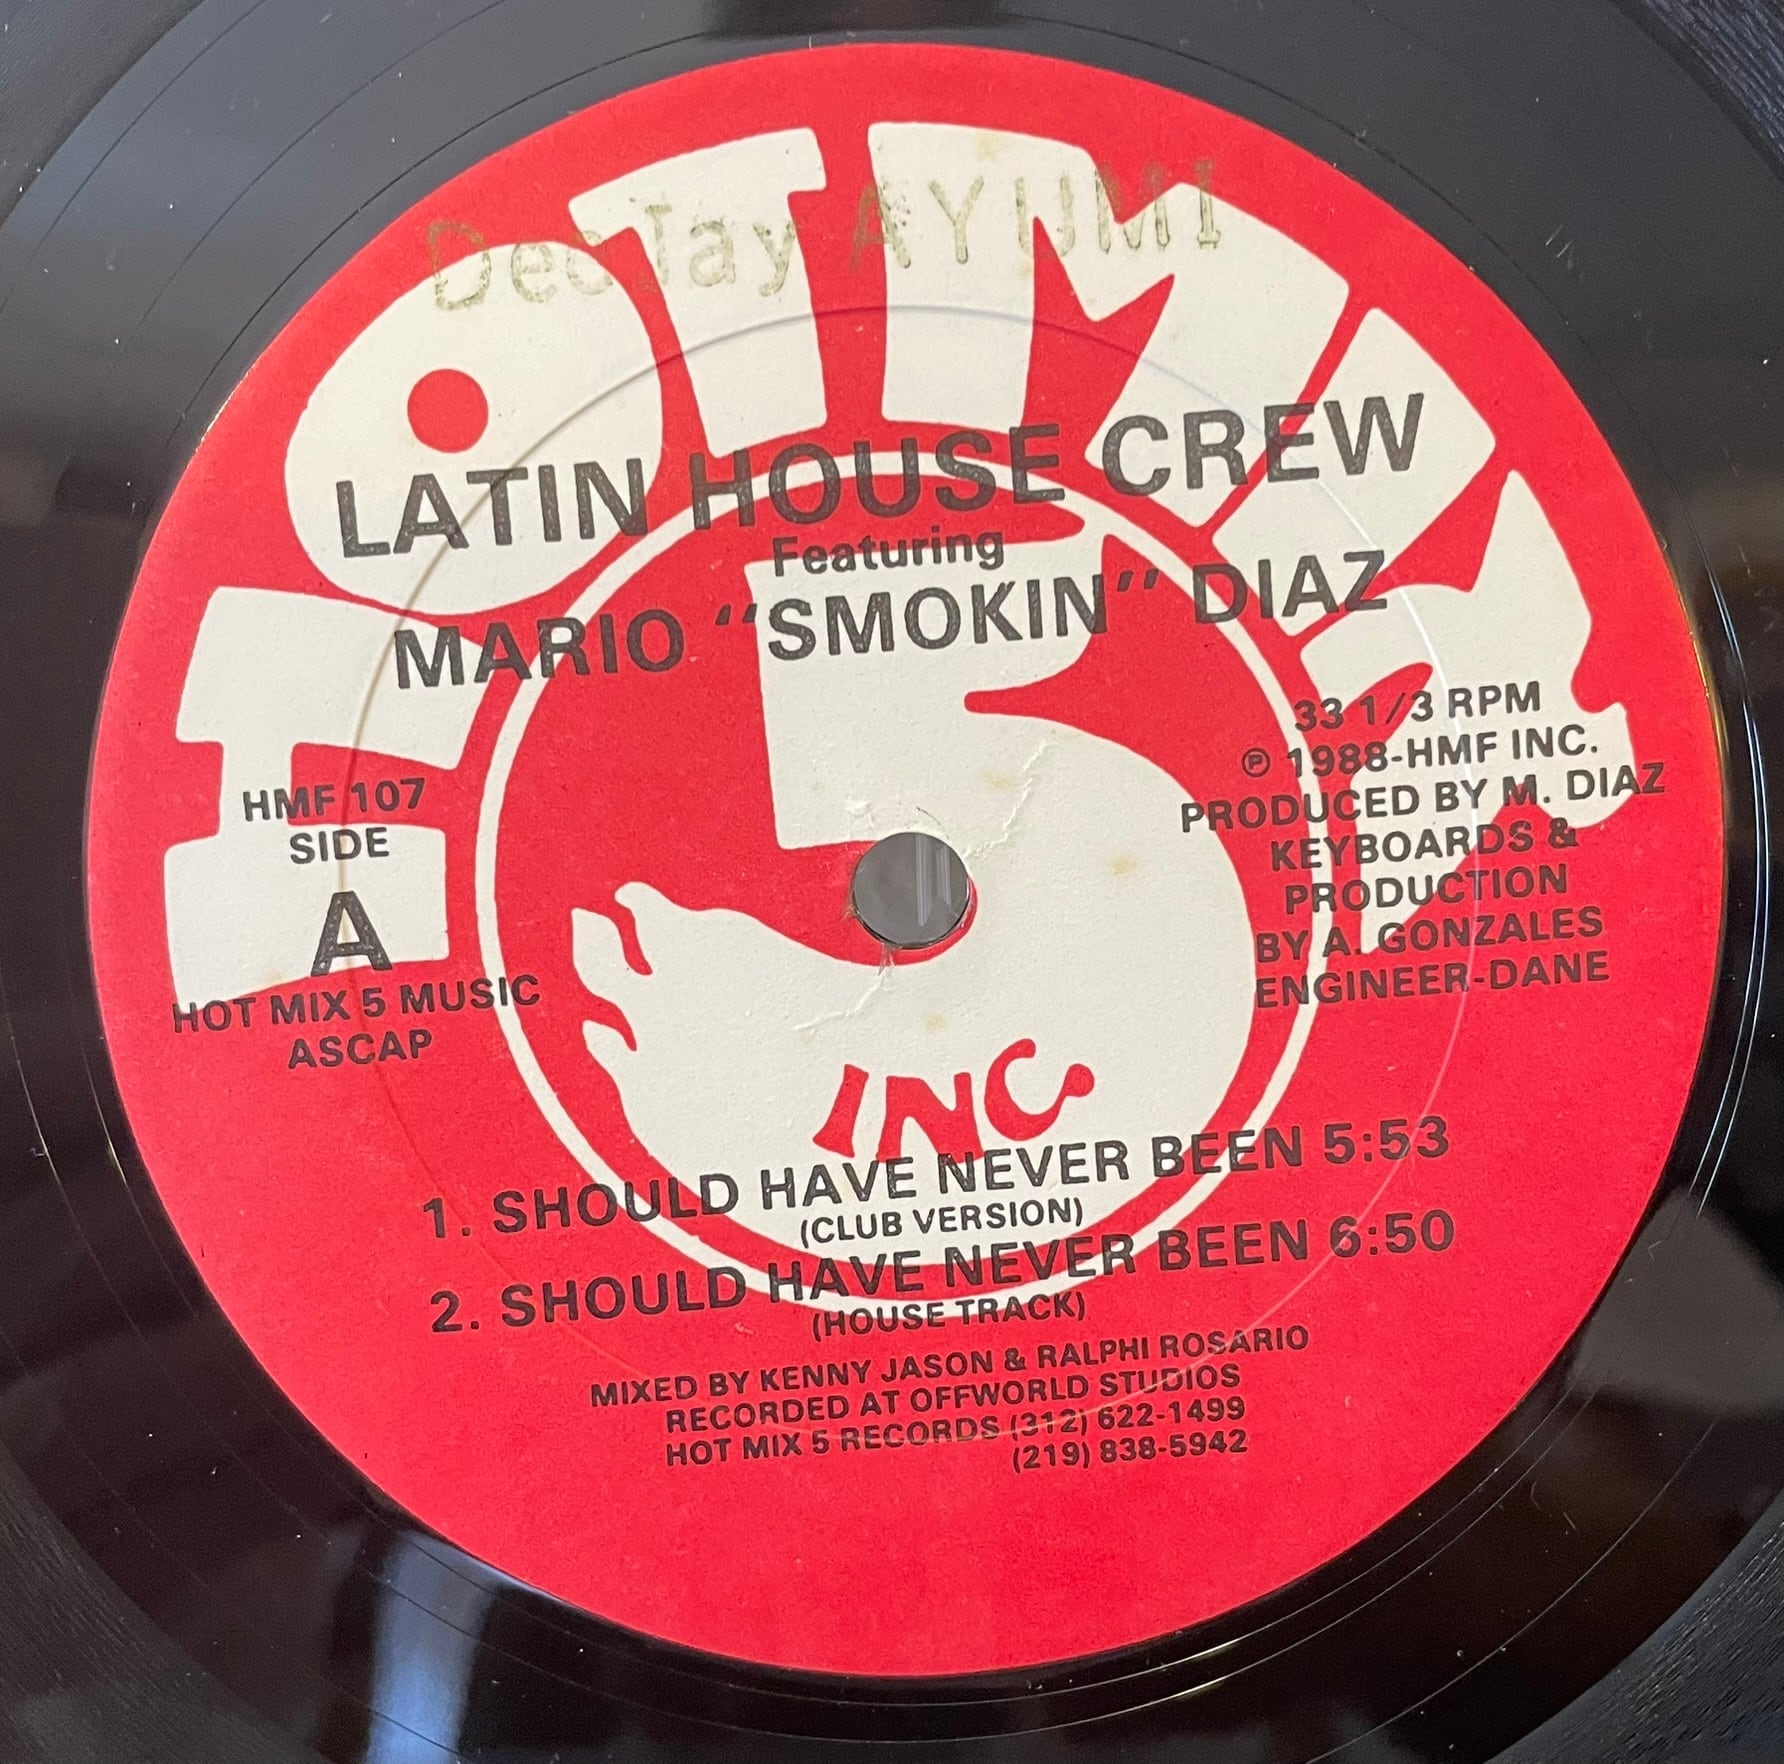 HOT MIX
5
INC.
DeeJay AYUMI
LATIN HOUSE CREW
Featuring
MARIO "SMOKIN" DIAZ
HMF 107
SIDE
A
HOT MIX 5 MUSIC
ASCAP
33 1/3 RPM
Ⓟ 1988-HMF INC.
PRODUCED BY M. DIAZ
KEYBOARDS &
PRODUCTION
BY A. GONZALES
ENGINEER-DANE
1. SHOULD HAVE NEVER BEEN 5:53
(CLUB VERSION)
2. SHOULD HAVE NEVER BEEN 6:50
(HOUSE TRACK)
MIXED BY KENNY JASON & RALPHI ROSARIO
RECORDED AT OFFWORLD STUDIOS
HOT MIX 5 RECORDS (312) 622-1499
(219) 838-5942